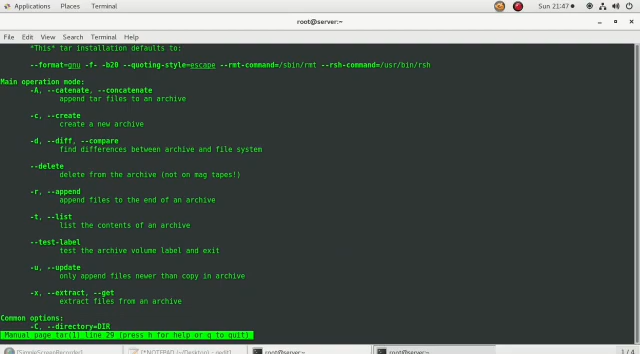 Applications Places Terminal Sun 21:47
root@server:~
File Edit View Search Terminal Help
*This* tar installation defaults to:
--format=gnu -f- -b20 --quoting-style=escape --rmt-command=/sbin/rmt --rsh-command=/usr/bin/rsh
Main operation mode:
-A, --catenate, --concatenate
append tar files to an archive
-c, --create
create a new archive
-d, --diff, --compare
find differences between archive and file system
--delete
delete from the archive (not on mag tapes!)
-r, --append
append files to the end of an archive
-t, --list
list the contents of an archive
--test-label
test the archive volume label and exit
-u, --update
only append files newer than copy in archive
-x, --extract, --get
extract files from an archive
Common options:
-C, --directory=DIR
Manual page tar(1) line 29 (press h for help or q to quit)
[SimpleScreenRecorder] [*NOTEPAD (~/Desktop) - gedit] root@server:~ root@server:~ 1 / 4